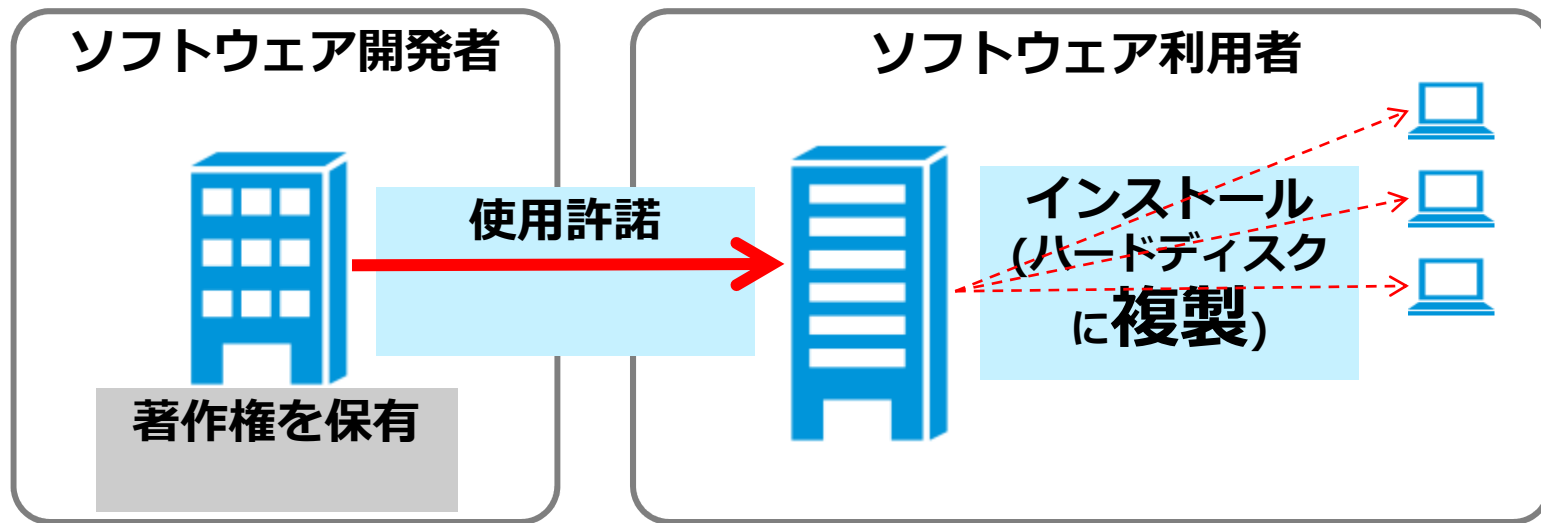 ソフトウェア開発者
ソフトウェア利用者
使用許諾
インストール
(ハードディスク
に複製)
著作権を保有